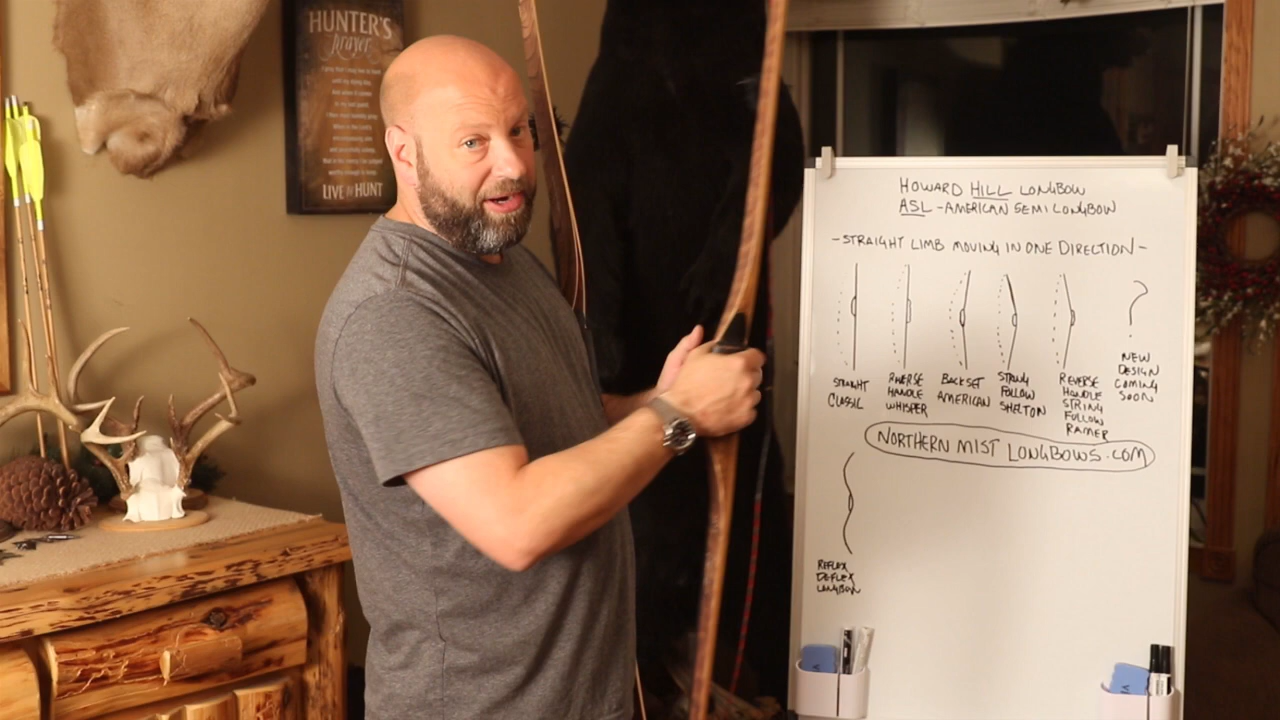 HUNTER'S
Prayer
LIVE TO HUNT
HOWARD HILL LONGBOW
ASL - AMERICAN SEMI LONGBOW
- STRAIGHT LIMB MOVING IN ONE DIRECTION -
?
STRAIGHT
CLASSIC
REVERSE
HANDLE
WHISPER
BACKSET
AMERICAN
STRING
FOLLOW
SHELTON
REVERSE
HANDLE
STRING
FOLLOW
RAMER
NEW
DESIGN
COMING
SOON
NORTHERN MIST LONGBOWS.COM
REFLEX
DEFLEX
LONGBOW